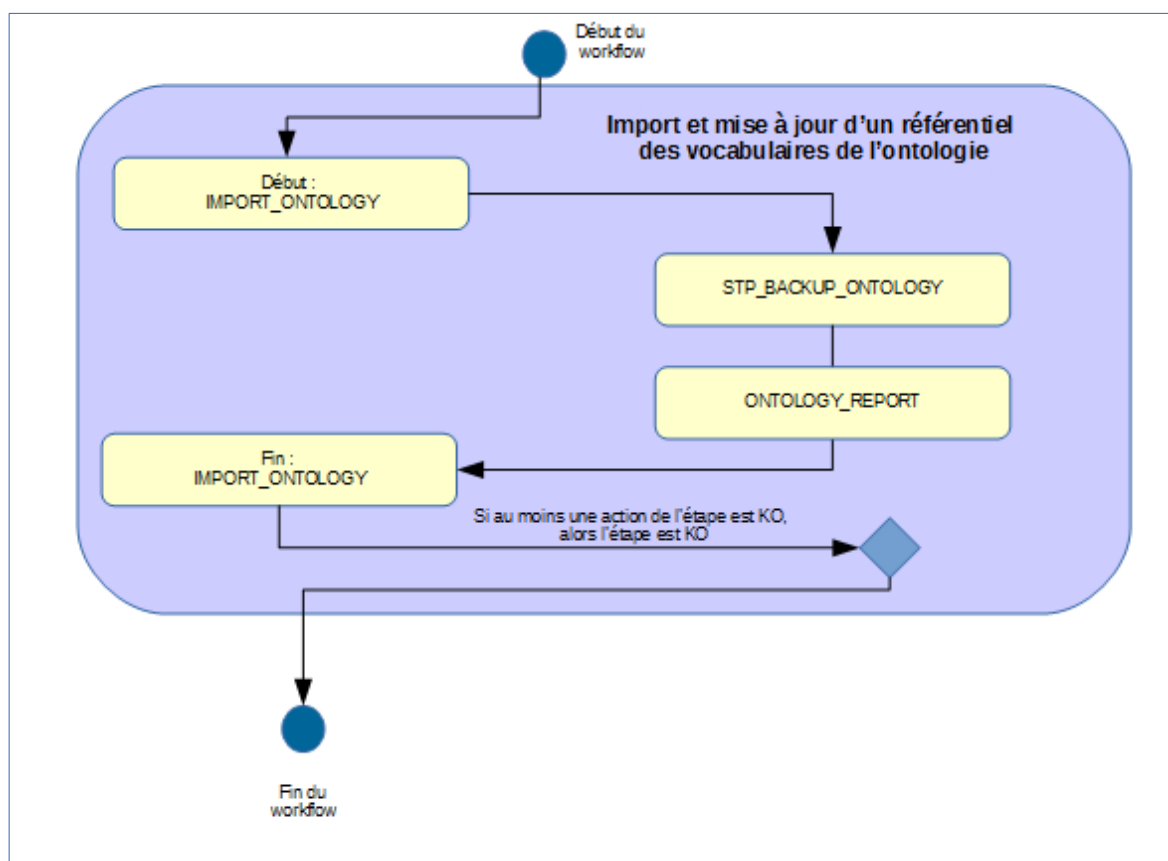 Début du
workflow
Import et mise à jour d'un référentiel
des vocabulaires de l'ontologie
Début :
IMPORT_ONTOLOGY
STP_BACKUP_ONTOLOGY
ONTOLOGY_REPORT
Fin :
IMPORT_ONTOLOGY
Si au moins une action de l'étape est KO,
alors l'étape est KO
Fin du
workflow